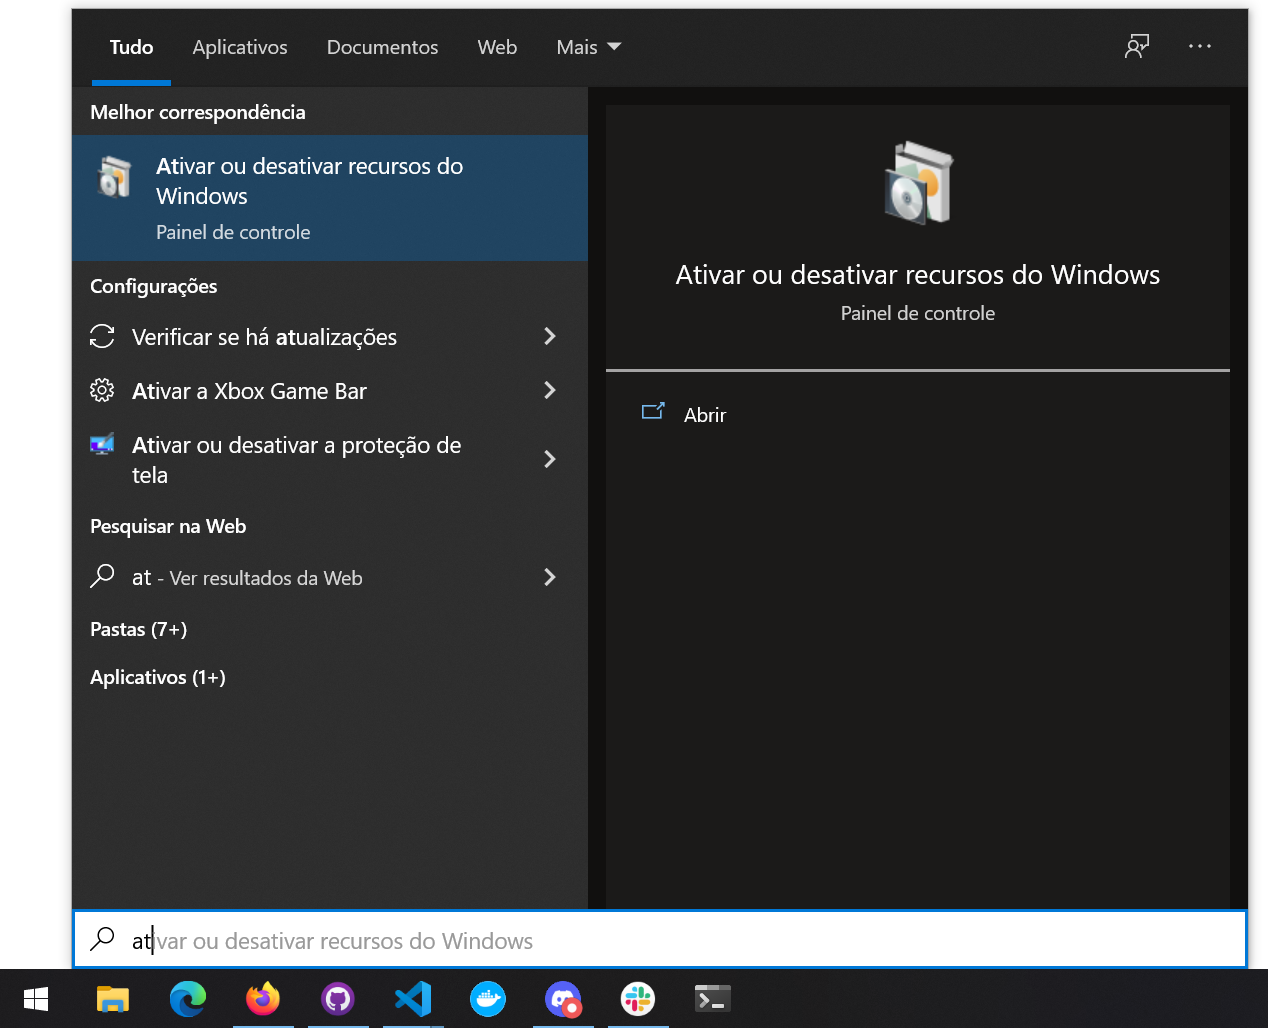 Tudo
Aplicativos
Documentos
Web
Mais
Melhor correspondência
Ativar ou desativar recursos do
Windows
Painel de controle
Configurações
Verificar se há atualizações
Ativar a Xbox Game Bar
Ativar ou desativar a proteção de
tela
Pesquisar na Web
at - Ver resultados da Web
Pastas (7+)
Aplicativos (1+)
Ativar ou desativar recursos do Windows
Painel de controle
Abrir
ativar ou desativar recursos do Windows